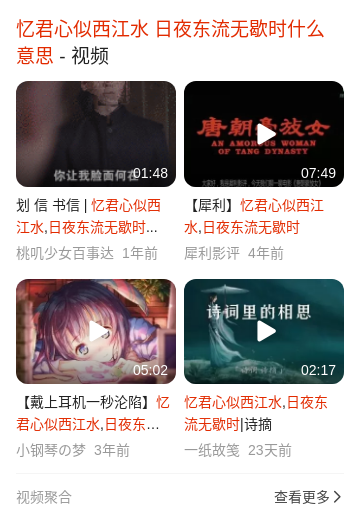 忆君心似西江水 日夜东流无歇时什么
意思 - 视频
你让我脸面何在
01:48
唐朝豪放女
AN AMOROUS WOMAN
OF TANG DYNASTY
07:49
划 信 书信 | 忆君心似西
江水,日夜东流无歇时...
桃叽少女百事达 1年前
【犀利】忆君心似西江
水,日夜东流无歇时
犀利影评 4年前
05:02
诗词里的相思
02:17
【戴上耳机一秒沦陷】忆
君心似西江水,日夜东...
小钢琴の梦 3年前
忆君心似西江水,日夜东
流无歇时|诗摘
一纸故笺 23天前
视频聚合
查看更多